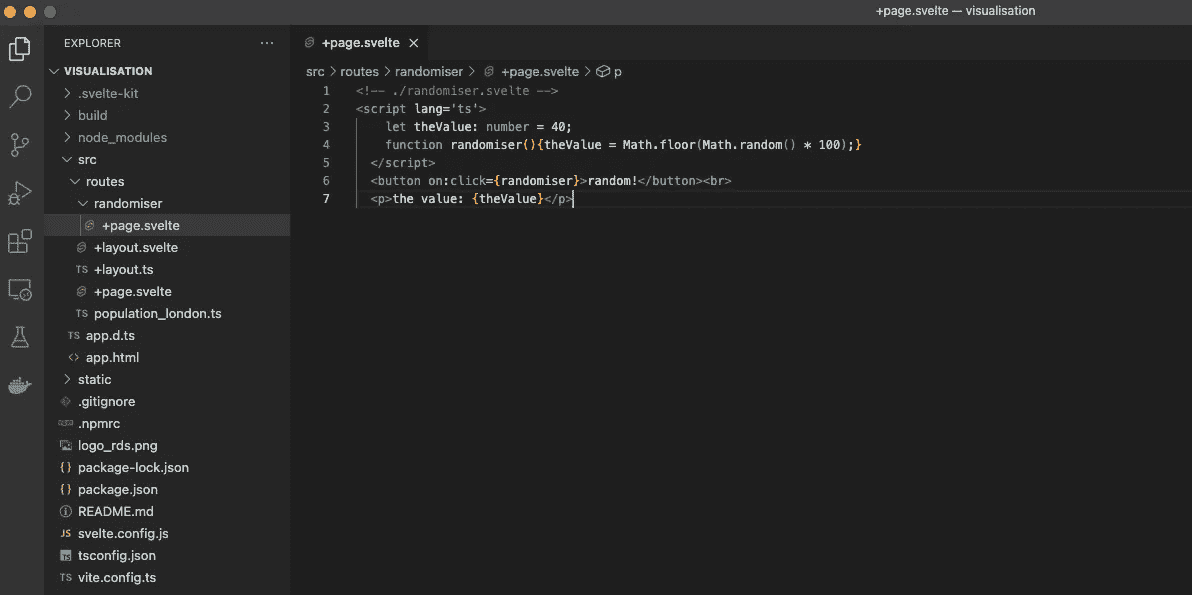 +page.svelte — visualisation
EXPLORER
···
VISUALISATION
.svelte-kit
build
node_modules
src
routes
randomiser
+page.svelte
+layout.svelte
TS +layout.ts
+page.svelte
TS population_london.ts
TS app.d.ts
<> app.html
static
.gitignore
.npmrc
logo_rds.png
{} package-lock.json
{} package.json
README.md
JS svelte.config.js
tsconfig.json
TS vite.config.ts
+page.svelte ×
src > routes > randomiser > +page.svelte > p
1 <!-- ./randomiser.svelte -->
2 <script lang='ts'>
3 let theValue: number = 40;
4 function randomiser(){theValue = Math.floor(Math.random() * 100);}
5 </script>
6 <button on:click={randomiser}>random!</button><br>
7 <p>the value: {theValue}</p>